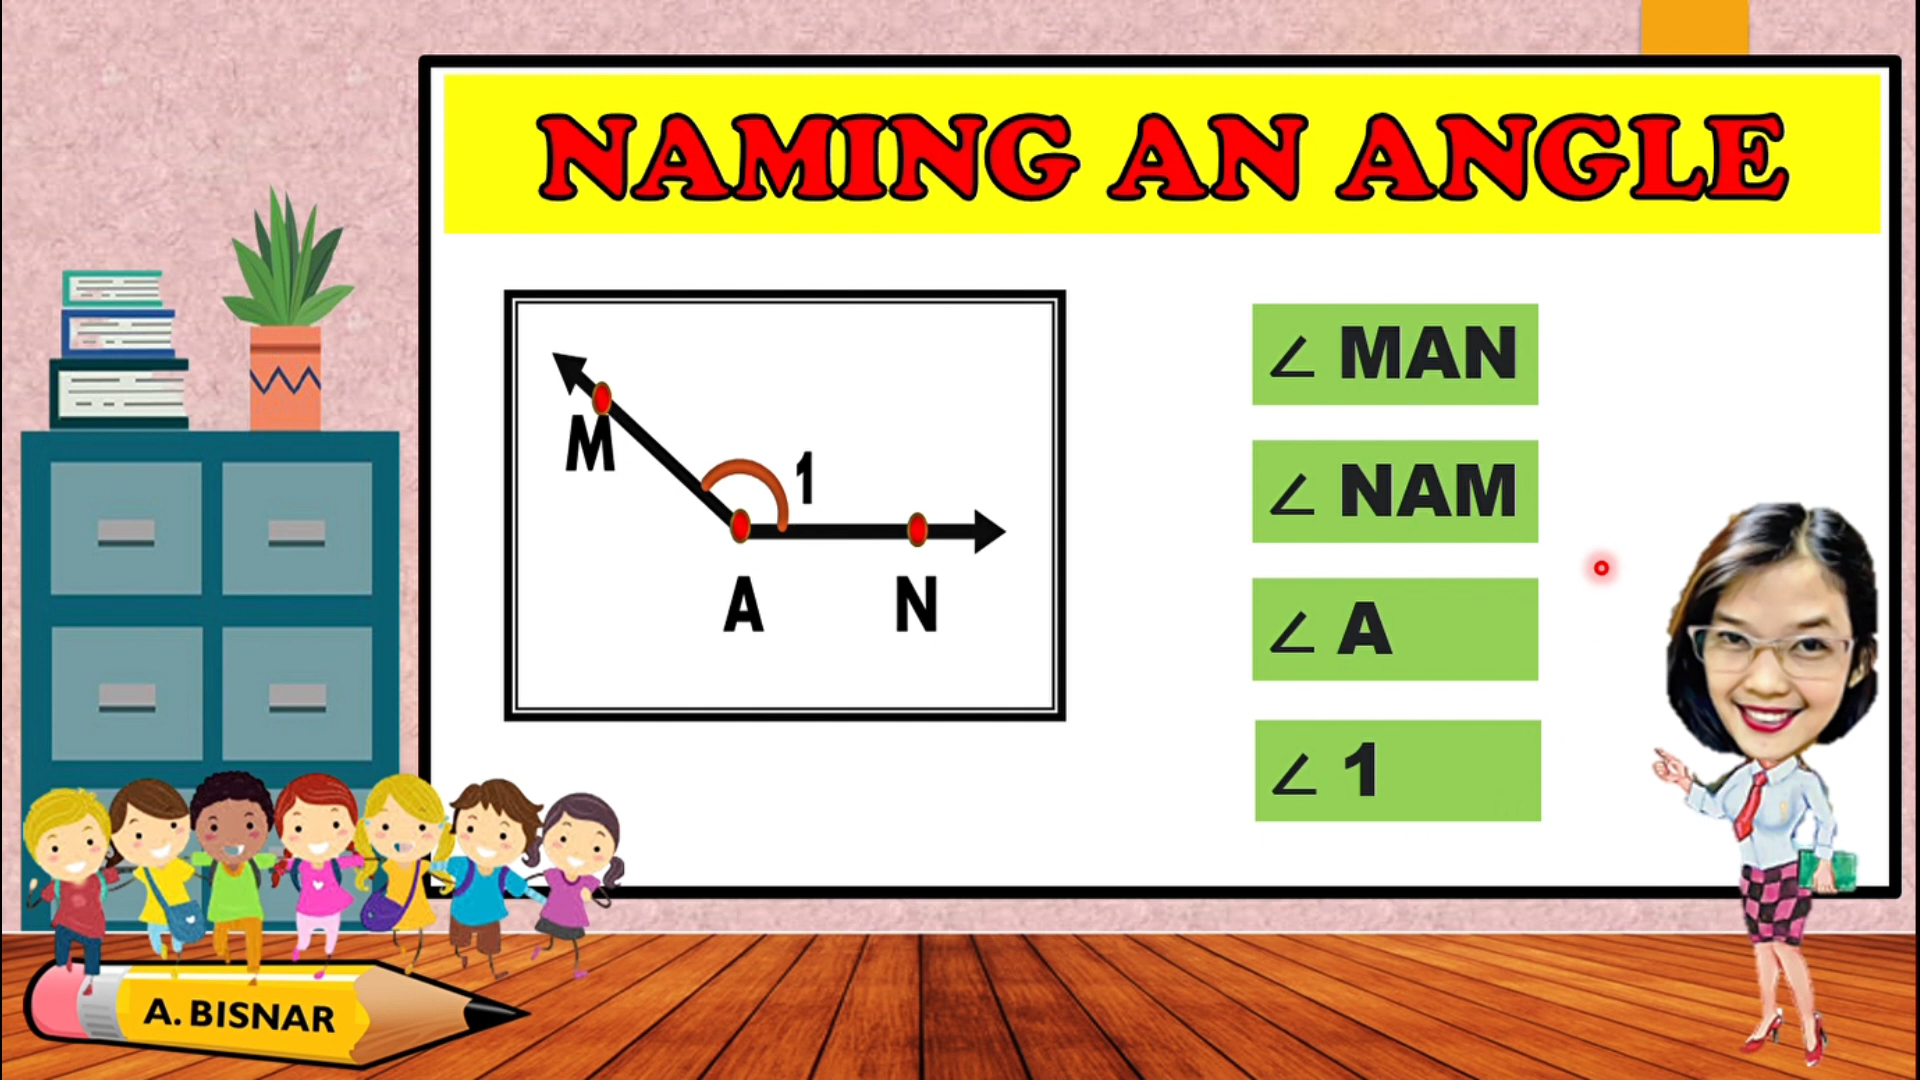 NAMING AN ANGLE
M
1
A
N
∠ MAN
∠ NAM
∠ A
∠ 1
A. BISNAR